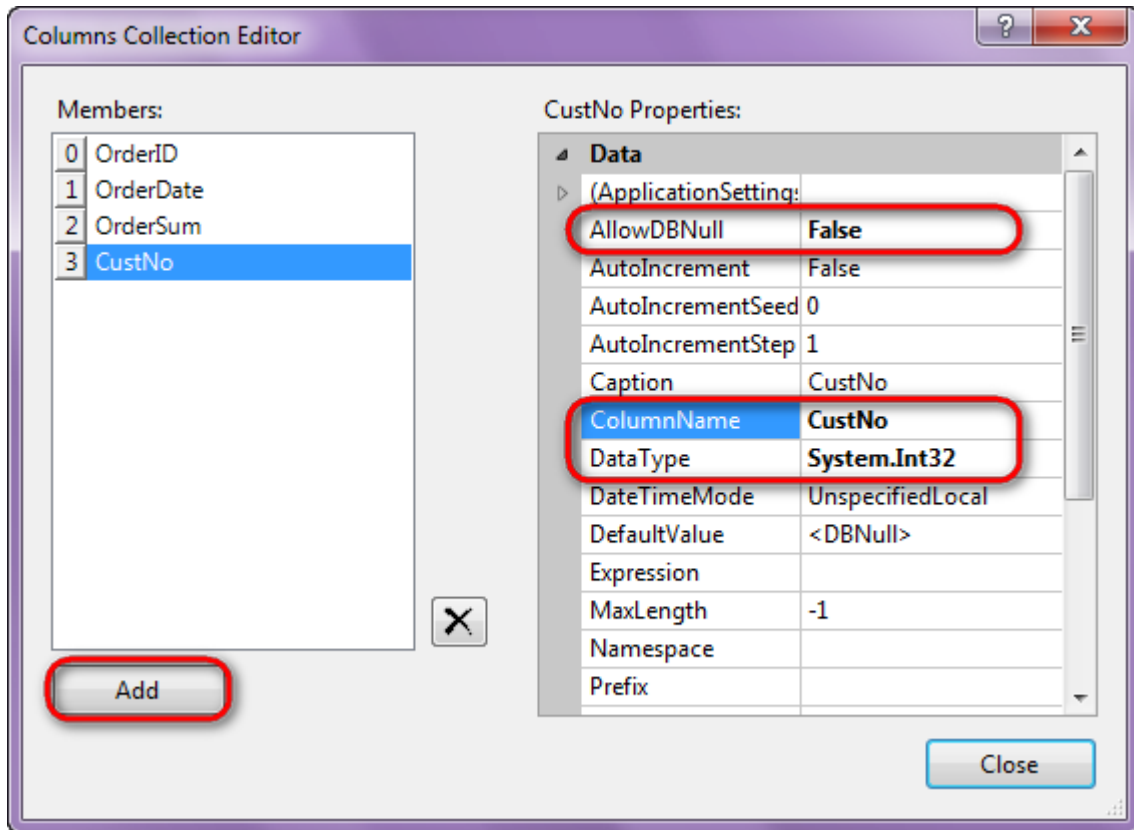 Columns Collection Editor
Members:
0 OrderID
1 OrderDate
2 OrderSum
3 CustNo
Add
CustNo Properties:
Data
(ApplicationSettings
AllowDBNull False
AutoIncrement False
AutoIncrementSeed 0
AutoIncrementStep 1
Caption CustNo
ColumnName CustNo
DataType System.Int32
DateTimeMode UnspecifiedLocal
DefaultValue <DBNull>
Expression
MaxLength -1
Namespace
Prefix
Close